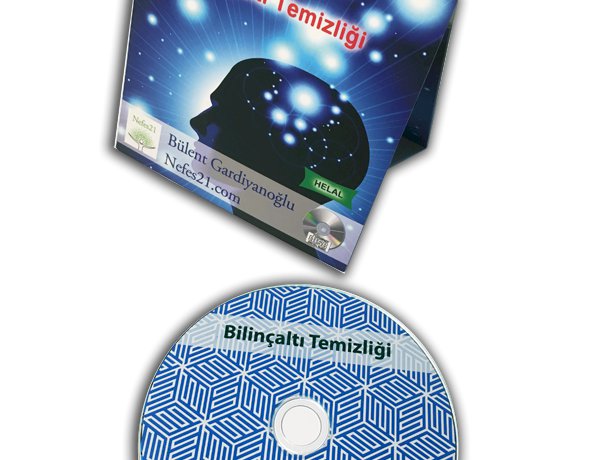 Temizliği
Nefes21
Bülent Gardiyanoğlu
Nefes21.com
HELAL
Bilinçaltı Temizliği